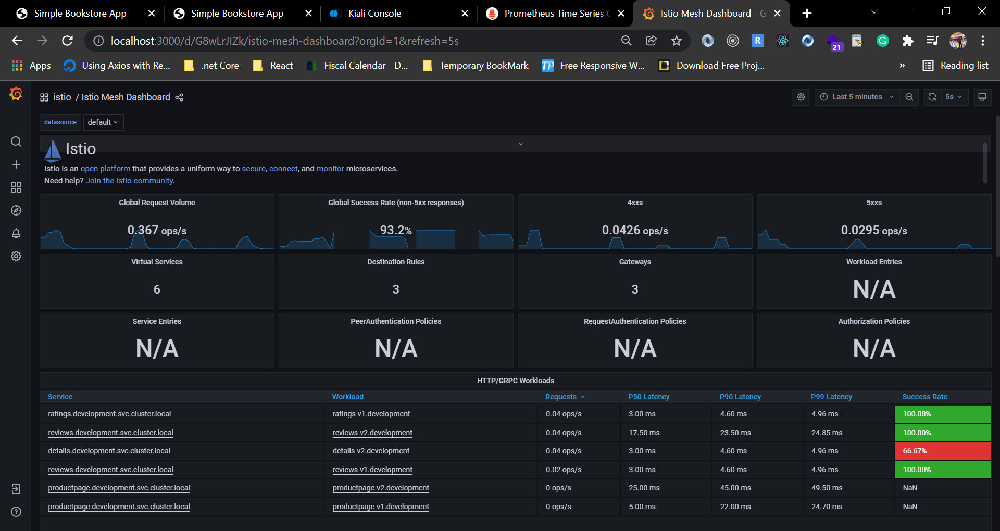 Simple Bookstore App
Simple Bookstore App
Kiali Console
Prometheus Time Series
Istio Mesh Dashboard - G
localhost:3000/d/G8wLrJIZk/istio-mesh-dashboard?orgId=1&refresh=5s
R
21
Apps
Using Axios with Re...
.net Core
React
CL
Fiscal Calendar - D...
Temporary BookMark
TP
Free Responsive W...
Download Free Proj...
»
Reading list
istio / Istio Mesh Dashboard
Last 5 minutes
5s
datasource
default
Istio
Istio is an open platform that provides a uniform way to secure, connect, and monitor microservices.
Need help? Join the Istio community.
Global Request Volume
0.367 ops/s
Global Success Rate (non-5xx responses)
93.2%
4xxs
0.0426 ops/s
5xxs
0.0295 ops/s
Virtual Services
6
Destination Rules
3
Gateways
3
Workload Entries
N/A
Service Entries
N/A
PeerAuthentication Policies
N/A
RequestAuthentication Policies
N/A
Authorization Policies
N/A
HTTP/GRPC Workloads
Service Workload Requests P50 Latency P90 Latency P99 Latency Success Rate
ratings.development.svc.cluster.local ratings-v1.development 0.04 ops/s 3.00 ms 4.60 ms 4.96 ms 100.00%
reviews.development.svc.cluster.local reviews-v2.development 0.04 ops/s 17.50 ms 23.50 ms 24.85 ms 100.00%
details.development.svc.cluster.local details-v2.development 0.04 ops/s 3.00 ms 4.60 ms 4.96 ms 66.67%
reviews.development.svc.cluster.local reviews-v1.development 0.02 ops/s 3.00 ms 4.60 ms 4.96 ms 100.00%
productpage.development.svc.cluster.local productpage-v2.development 0 ops/s 25.00 ms 45.00 ms 49.50 ms NaN
productpage.development.svc.cluster.local productpage-v1.development 0 ops/s 5.00 ms 22.00 ms 24.70 ms NaN